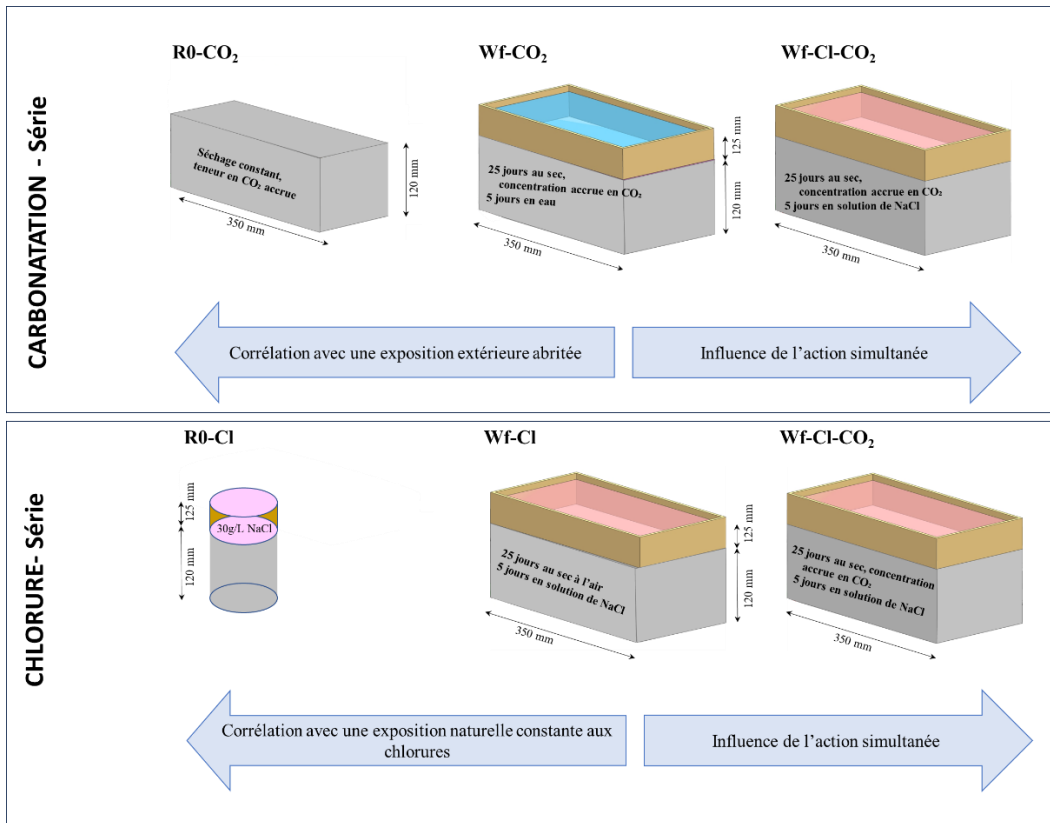 CARBONATATION - Série
R0-CO₂
Wf-CO₂
Wf-Cl-CO₂
Séchage constant,
teneur en CO₂ accrue
120 mm
350 mm
25 jours au sec,
concentration accrue en CO₂
5 jours en eau
125 mm
120 mm
350 mm
25 jours au sec,
concentration accrue en CO₂
5 jours en solution de NaCl
350 mm
Corrélation avec une exposition extérieure abritée
Influence de l'action simultanée
CHLORURE- Série
R0-Cl
Wf-Cl
Wf-Cl-CO₂
125 mm
30g/L NaCl
120 mm
25 jours au sec à l'air
5 jours en solution de NaCl
125 mm
120 mm
350 mm
25 jours au sec, concentration
accrue en CO₂
5 jours en solution de NaCl
125 mm
120 mm
350 mm
Corrélation avec une exposition naturelle constante aux
chlorures
Influence de l'action simultanée